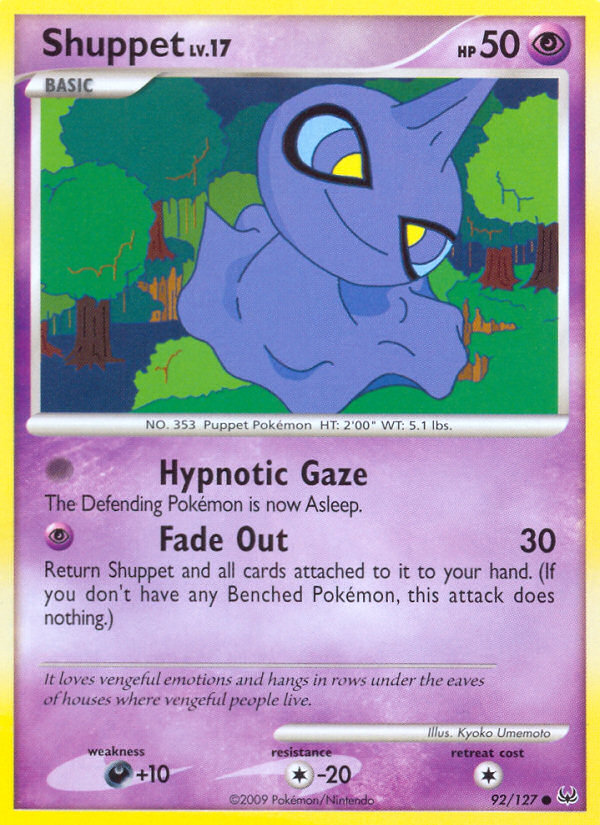 Shuppet LV.17 HP 50
BASIC
NO. 353 Puppet Pokémon HT: 2'00" WT: 5.1 lbs.
Hypnotic Gaze
The Defending Pokémon is now Asleep.
Fade Out 30
Return Shuppet and all cards attached to it to your hand. (If
you don't have any Benched Pokémon, this attack does
nothing.)
It loves vengeful emotions and hangs in rows under the eaves
of houses where vengeful people live.
Illus. Kyoko Umemoto
weakness resistance retreat cost
+10 -20
©2009 Pokémon/Nintendo 92/127